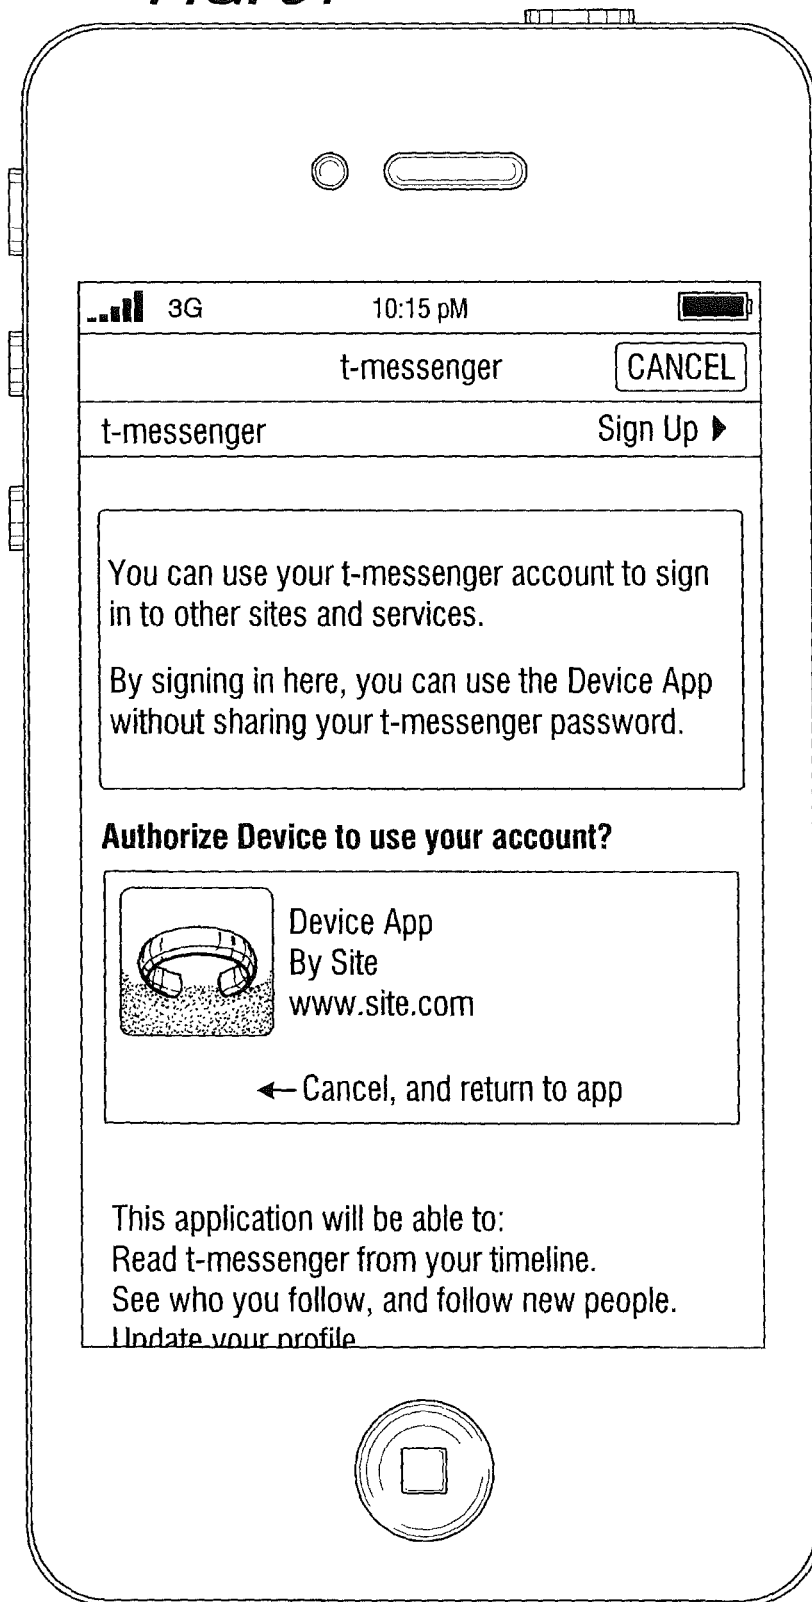 3G 10:15 pM
t-messenger CANCEL
t-messenger Sign Up
You can use your t-messenger account to sign
in to other sites and services.
By signing in here, you can use the Device App
without sharing your t-messenger password.
Authorize Device to use your account?
Device App
By Site
www.site.com
Cancel, and return to app
This application will be able to:
Read t-messenger from your timeline.
See who you follow, and follow new people.
Update your profile